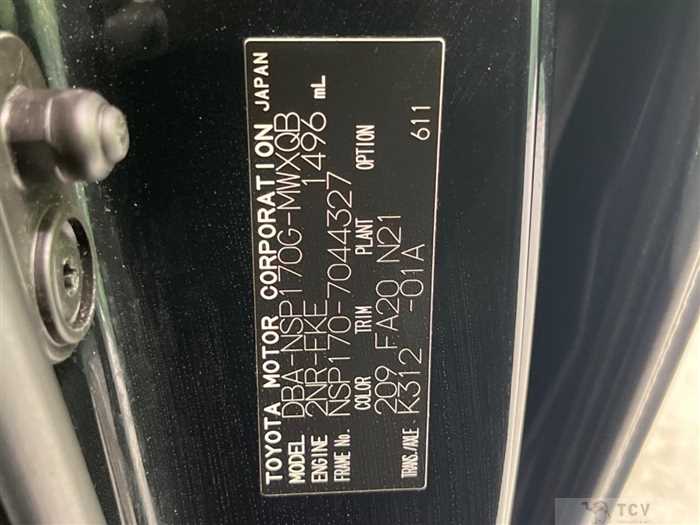 TOYOTA MOTOR CORPORATION JAPAN
MODEL DBA-NSP170G-MWXQB
ENGINE 2NR-FKE 1496 mL
FRAME No. NSP170-7044327
COLOR TRIM PLANT OPTION
209 FA20 N21 611
TRANS./AXLE K312 -01A
TCV